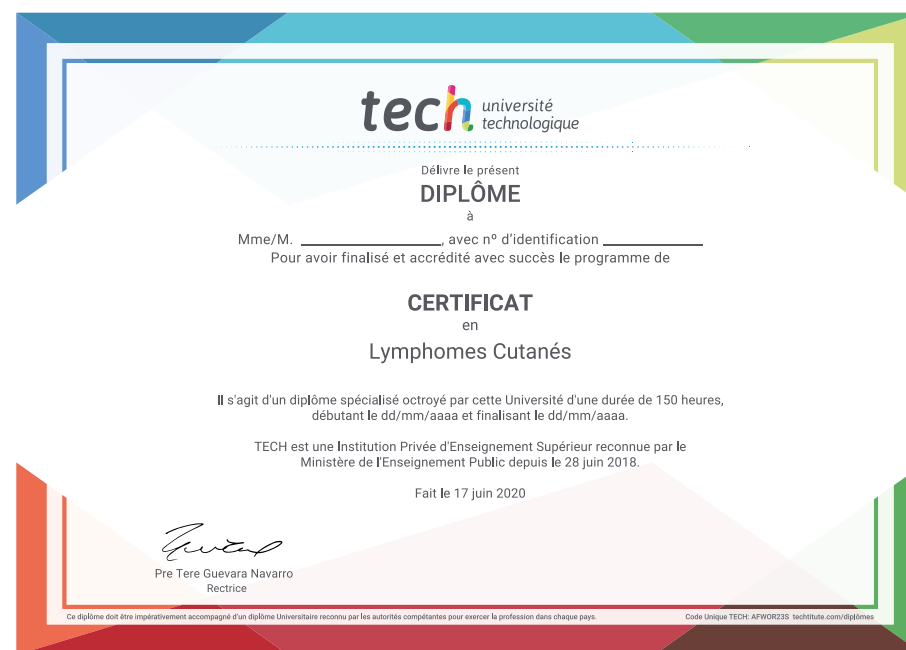 tech université
technologique
Délivre le présent
DIPLÔME
à
Mme/M. ____________________, avec nº d'identification ______________
Pour avoir finalisé et accrédité avec succès le programme de
CERTIFICAT
en
Lymphomes Cutanés
Il s'agit d'un diplôme spécialisé octroyé par cette Université d'une durée de 150 heures,
débutant le dd/mm/aaaa et finalisant le dd/mm/aaaa.
TECH est une Institution Privée d'Enseignement Supérieur reconnue par le
Ministère de l'Enseignement Public depuis le 28 juin 2018.
Fait le 17 juin 2020
Pre Tere Guevara Navarro
Rectrice
Ce diplôme doit être impérativement accompagné d'un diplôme Universitaire reconnu par les autorités compétantes pour exercer la profession dans chaque pays.
Code Unique TECH: AFWOR23S techtitute.com/diplômes